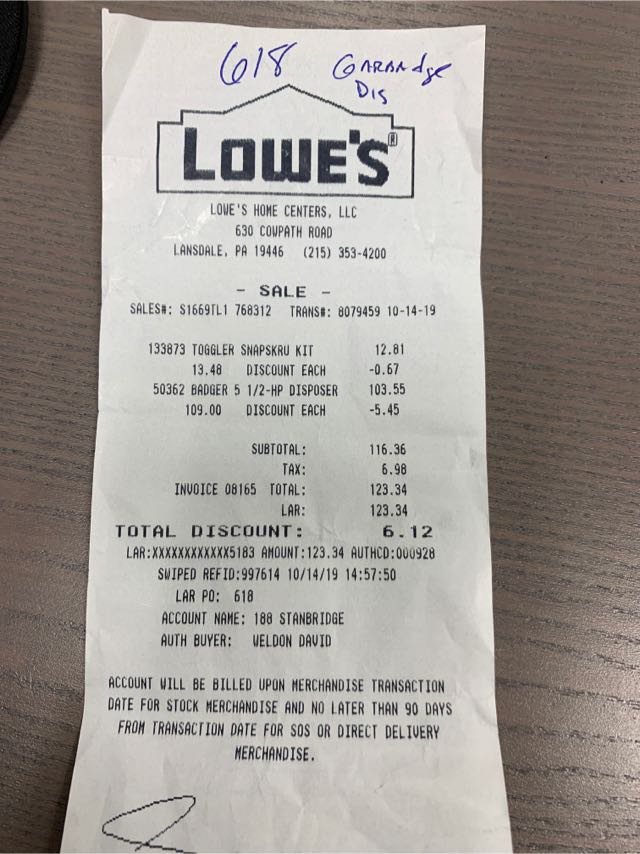 618 GARBAdge
Dis
LOWE'S®
LOWE'S HOME CENTERS, LLC
630 COWPATH ROAD
LANSDALE, PA 19446 (215) 353-4200
- SALE -
SALES#: S1669TL1 768312 TRANS#: 8079459 10-14-19
133873 TOGGLER SNAPSKRU KIT 12.81
13.48 DISCOUNT EACH -0.67
50362 BADGER 5 1/2-HP DISPOSER 103.55
109.00 DISCOUNT EACH -5.45
SUBTOTAL: 116.36
TAX: 6.98
INVOICE 08165 TOTAL: 123.34
LAR: 123.34
TOTAL DISCOUNT: 6.12
LAR:XXXXXXXXXXXX5183 AMOUNT:123.34 AUTHCD:000928
SWIPED REFID:997614 10/14/19 14:57:50
LAR PO: 618
ACCOUNT NAME: 188 STANBRIDGE
AUTH BUYER: WELDON DAVID
ACCOUNT WILL BE BILLED UPON MERCHANDISE TRANSACTION
DATE FOR STOCK MERCHANDISE AND NO LATER THAN 90 DAYS
FROM TRANSACTION DATE FOR SOS OR DIRECT DELIVERY
MERCHANDISE.